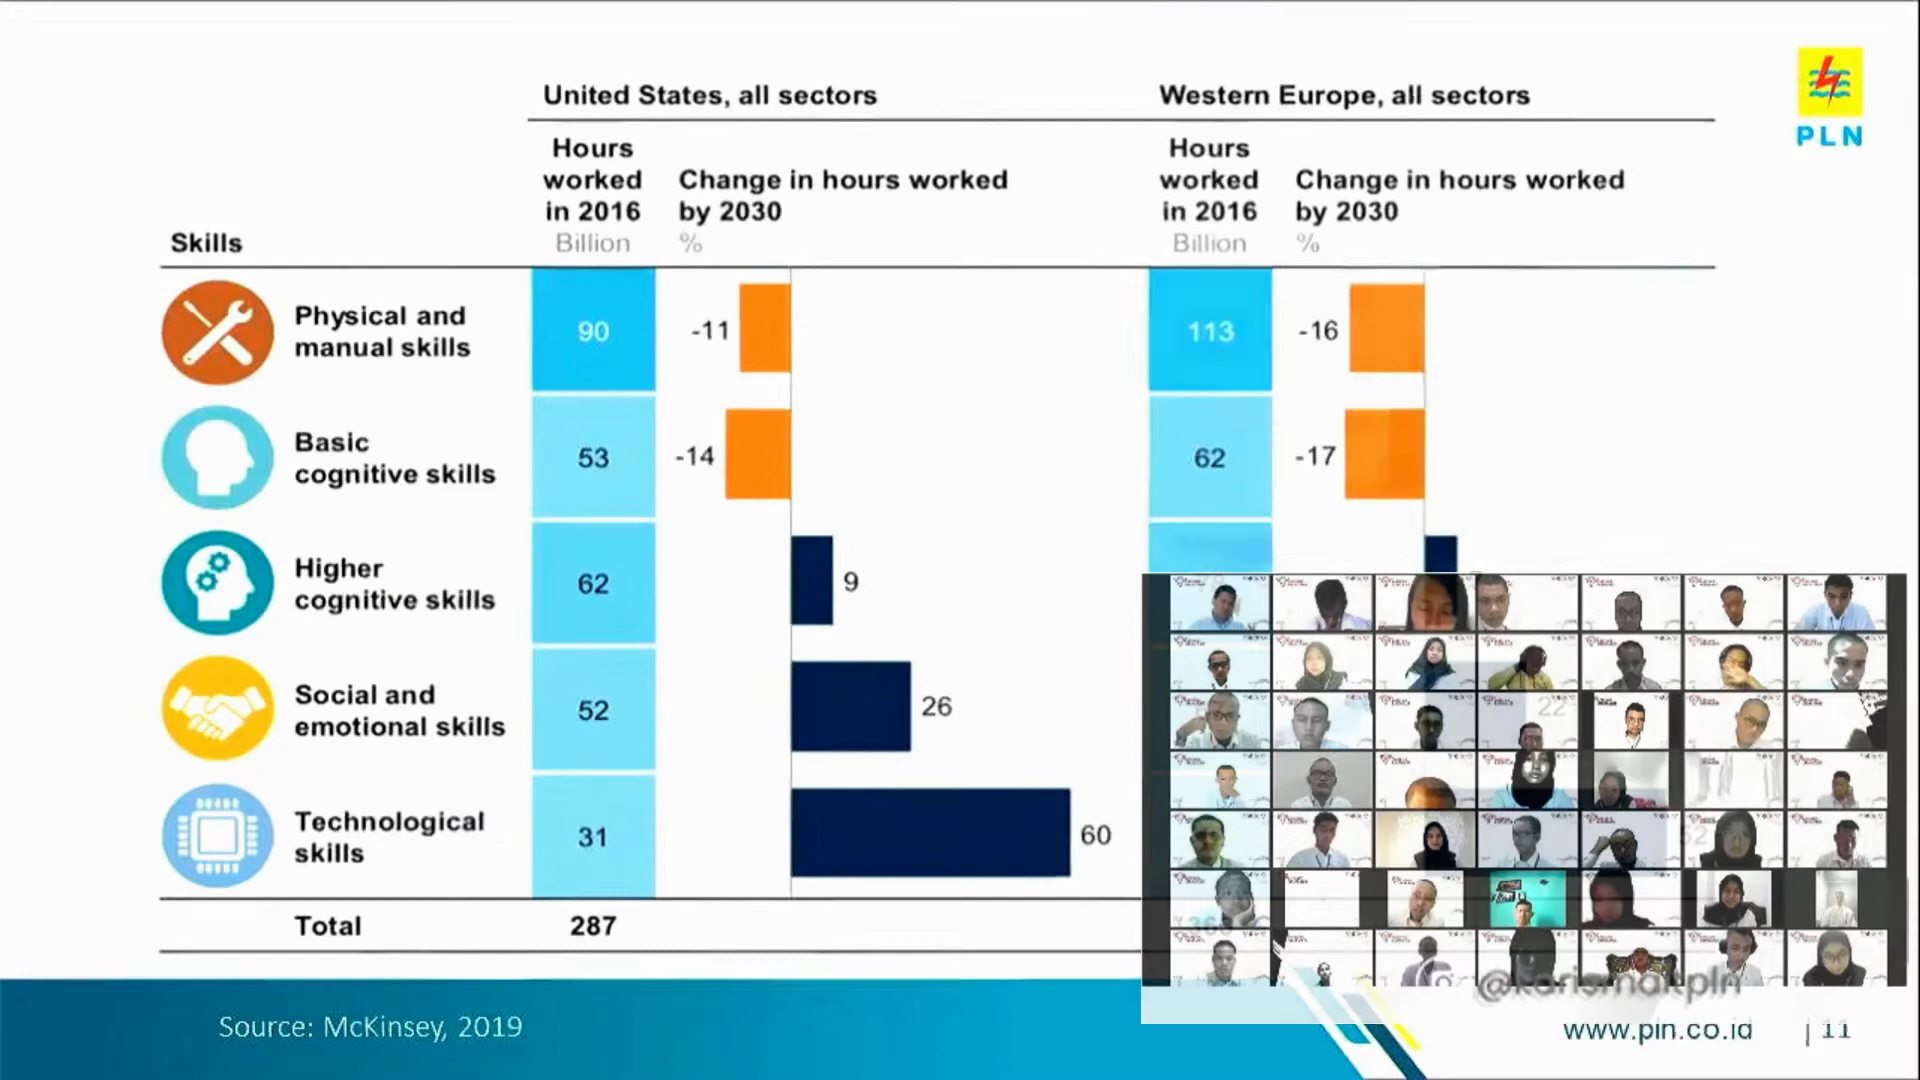 United States, all sectors
Western Europe, all sectors
PLN
Hours
worked
in 2016
Billion
Change in hours worked
by 2030
%
Hours
worked
in 2016
Billion
Change in hours worked
by 2030
%
Skills
Physical and
manual skills
90
-11
113
-16
Basic
cognitive skills
53
-14
62
-17
Higher
cognitive skills
62
9
Social and
emotional skills
52
26
22
Technological
skills
31
60
52
Total
287
Source: McKinsey, 2019
www.pln.co.id
| 11